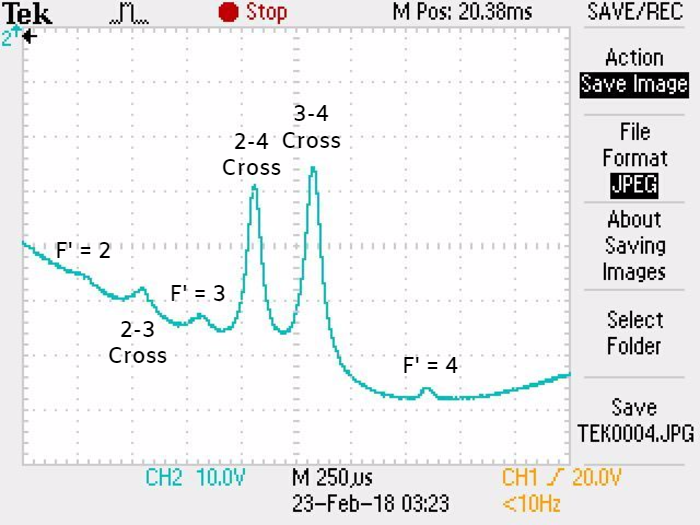 Tek Stop M Pos: 20.38ms SAVE/REC
2
Action
Save Image
File
Format
JPEG
About
Saving
Images
Select
Folder
Save
TEK0004.JPG
3-4
Cross
2-4
Cross
F' = 2
F' = 3
2-3
Cross
F' = 4
CH2 10.0V M 250µs CH1 20.0V
23-Feb-18 03:23 <10Hz